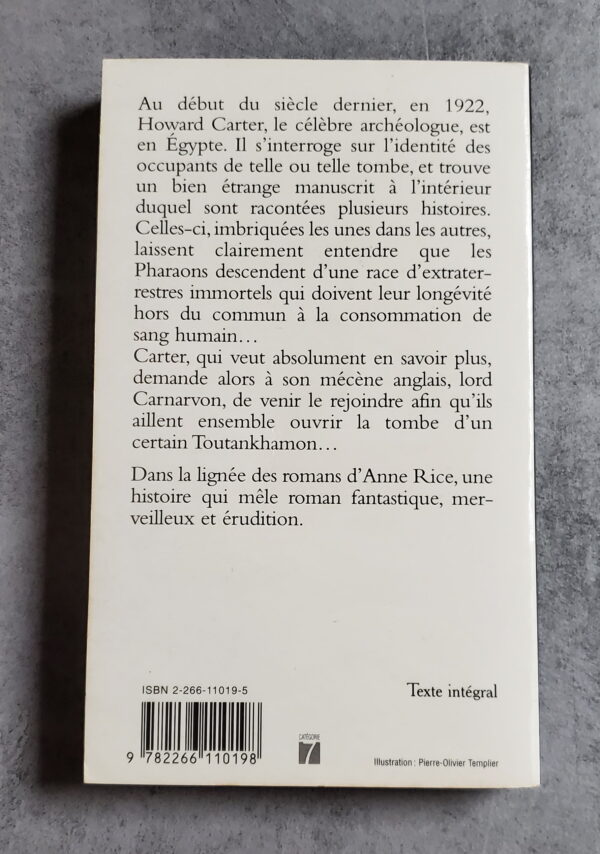 Au début du siècle dernier, en 1922,
Howard Carter, le célèbre archéologue, est
en Égypte. Il s'interroge sur l'identité des
occupants de telle ou telle tombe, et trouve
un bien étrange manuscrit à l'intérieur
duquel sont racontées plusieurs histoires.
Celles-ci, imbriquées les unes dans les autres,
laissent clairement entendre que les
Pharaons descendent d'une race d'extrater-
restres immortels qui doivent leur longévité
hors du commun à la consommation de
sang humain…
Carter, qui veut absolument en savoir plus,
demande alors à son mécène anglais, lord
Carnarvon, de venir le rejoindre afin qu'ils
aillent ensemble ouvrir la tombe d'un
certain Toutankhamon…
Dans la lignée des romans d'Anne Rice, une
histoire qui mêle roman fantastique, mer-
veilleux et érudition.
ISBN 2-266-11019-5
Texte intégral
9 782266 110198
CATÉGORIE
7
Illustration : Pierre-Olivier Templier